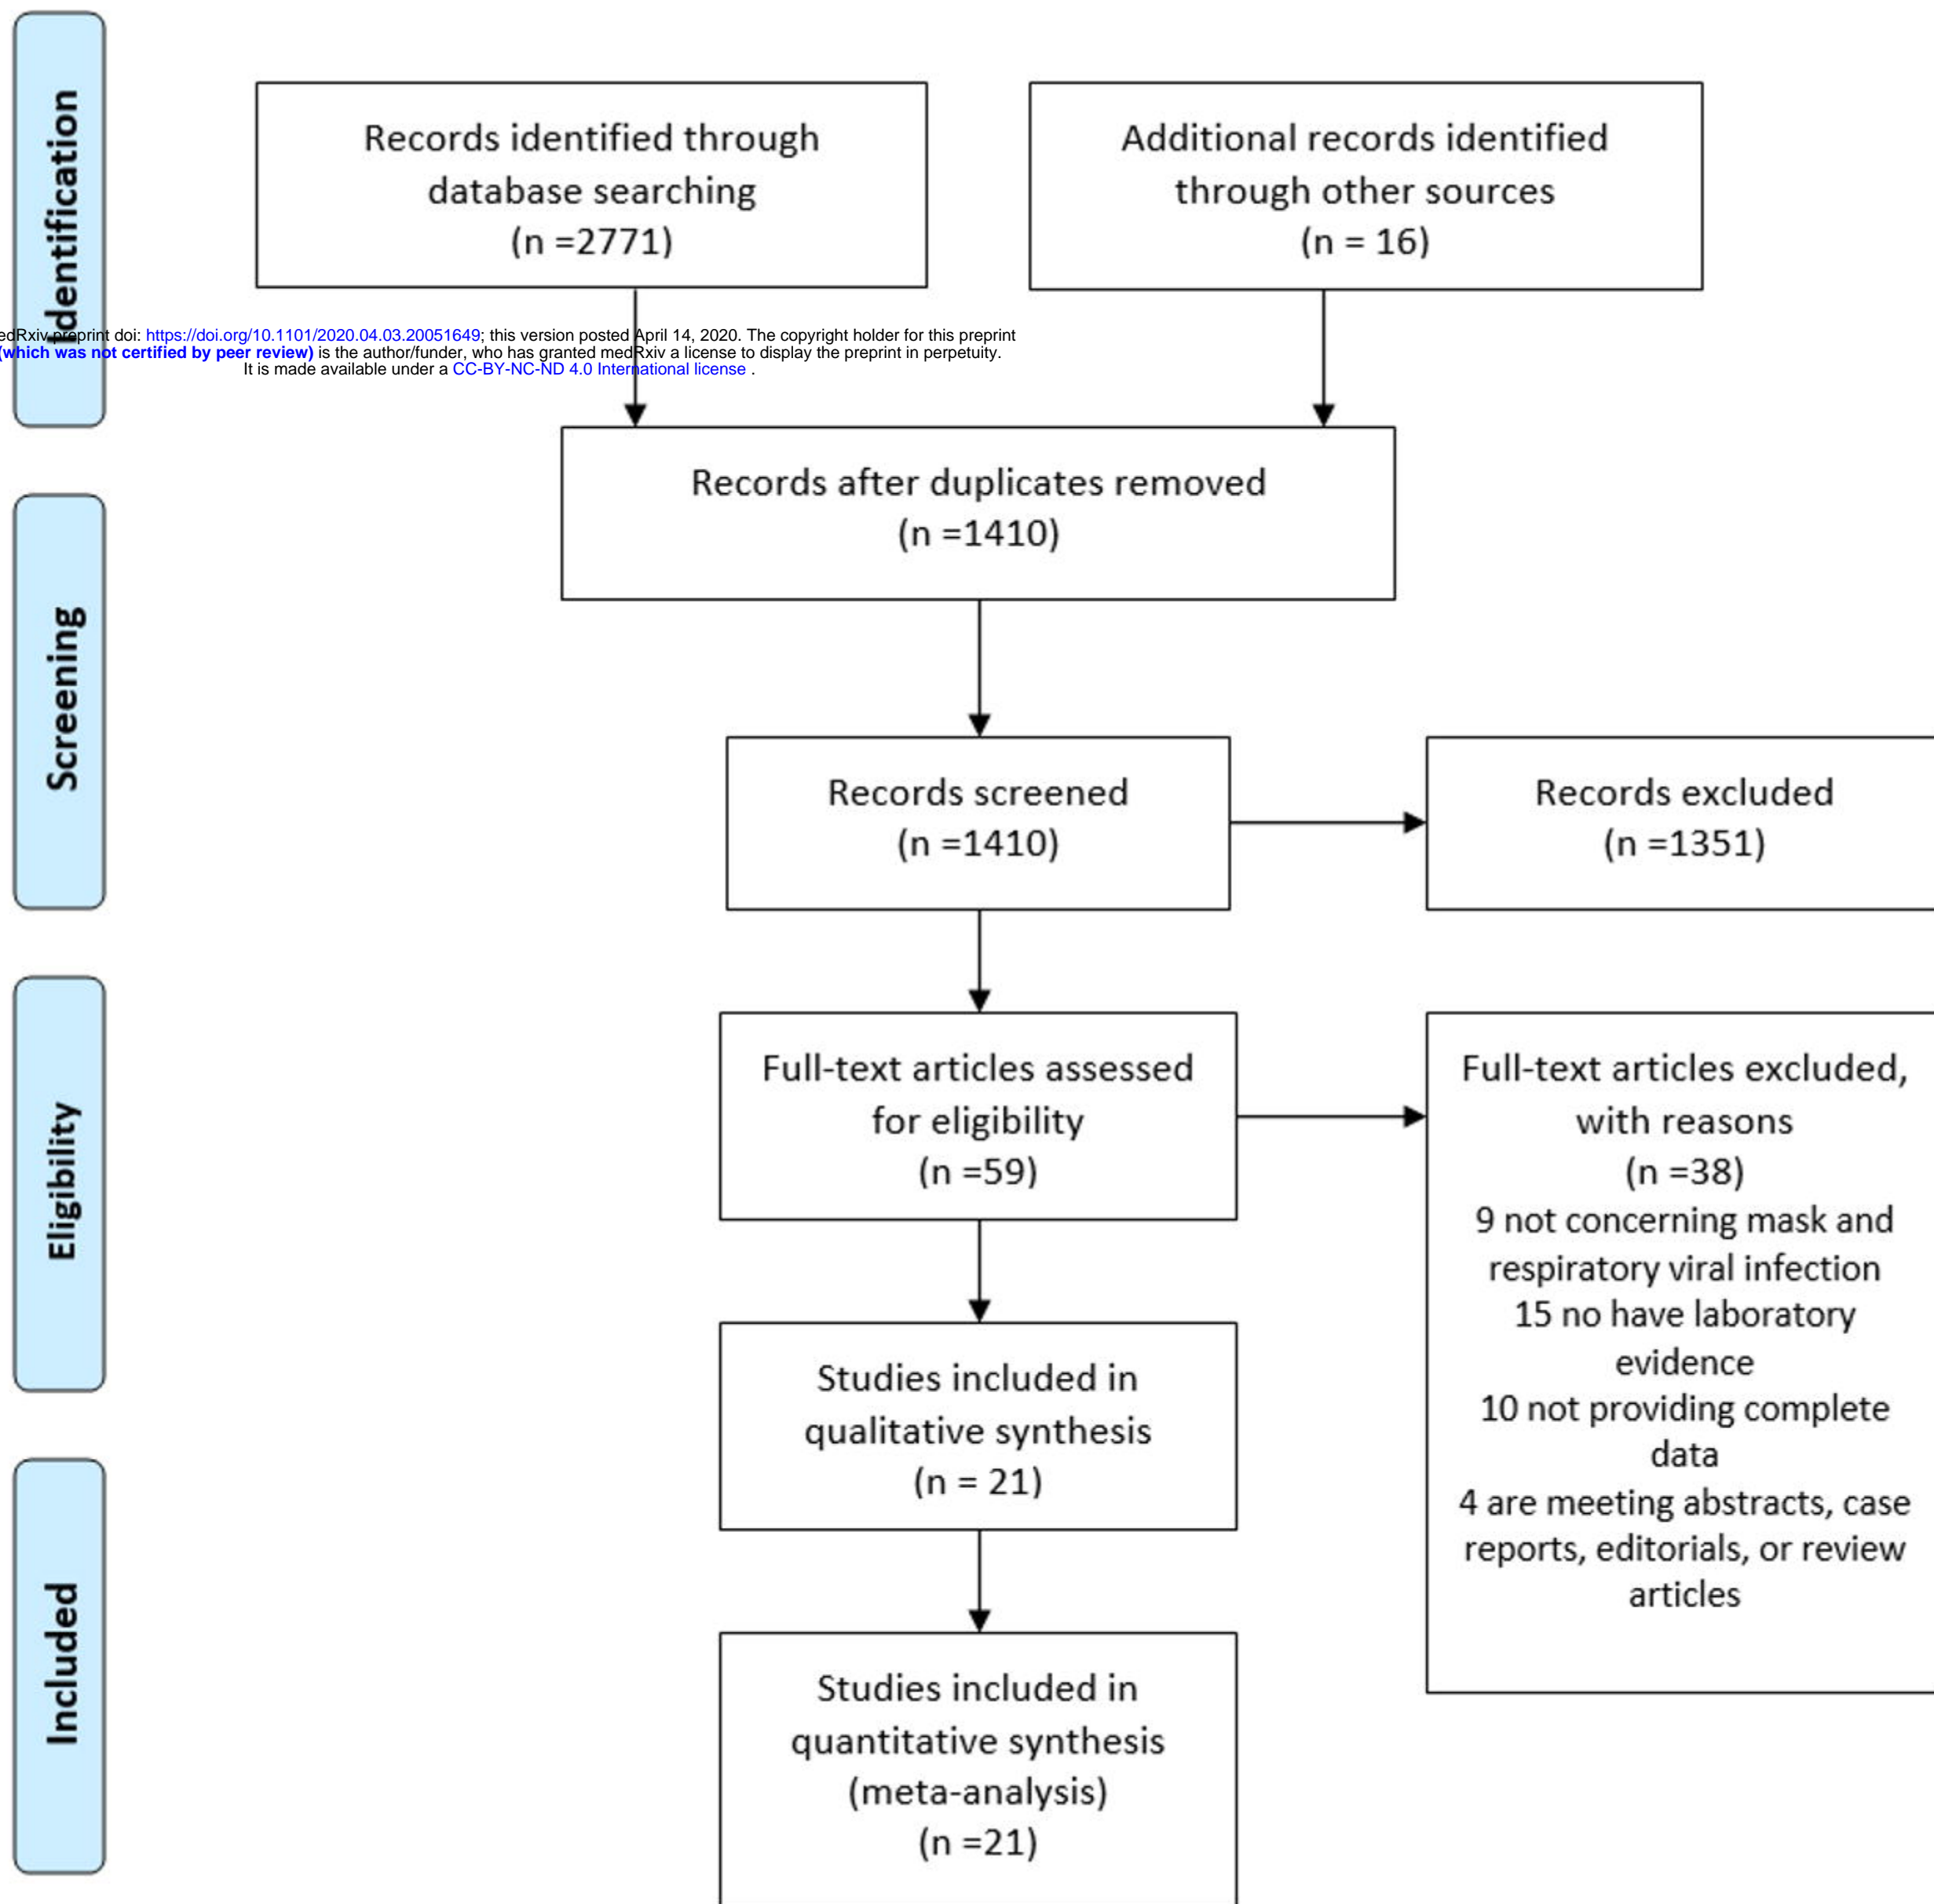 Identification
Records identified through
database searching
(n =2771)
Additional records identified
through other sources
(n = 16)
preprint doi: https://doi.org/10.1101/2020.04.03.20051649; this version posted April 14, 2020. The copyright holder for this preprint
(which was not certified by peer review) is the author/funder, who has granted medRxiv a license to display the preprint in perpetuity.
It is made available under a CC-BY-NC-ND 4.0 International license .
Records after duplicates removed
(n =1410)
Screening
Records screened
(n =1410)
Records excluded
(n =1351)
Eligibility
Full-text articles assessed
for eligibility
(n =59)
Full-text articles excluded,
with reasons
(n =38)
9 not concerning mask and
respiratory viral infection
15 no have laboratory
evidence
10 not providing complete
data
4 are meeting abstracts, case
reports, editorials, or review
articles
Studies included in
qualitative synthesis
(n = 21)
Included
Studies included in
quantitative synthesis
(meta-analysis)
(n =21)